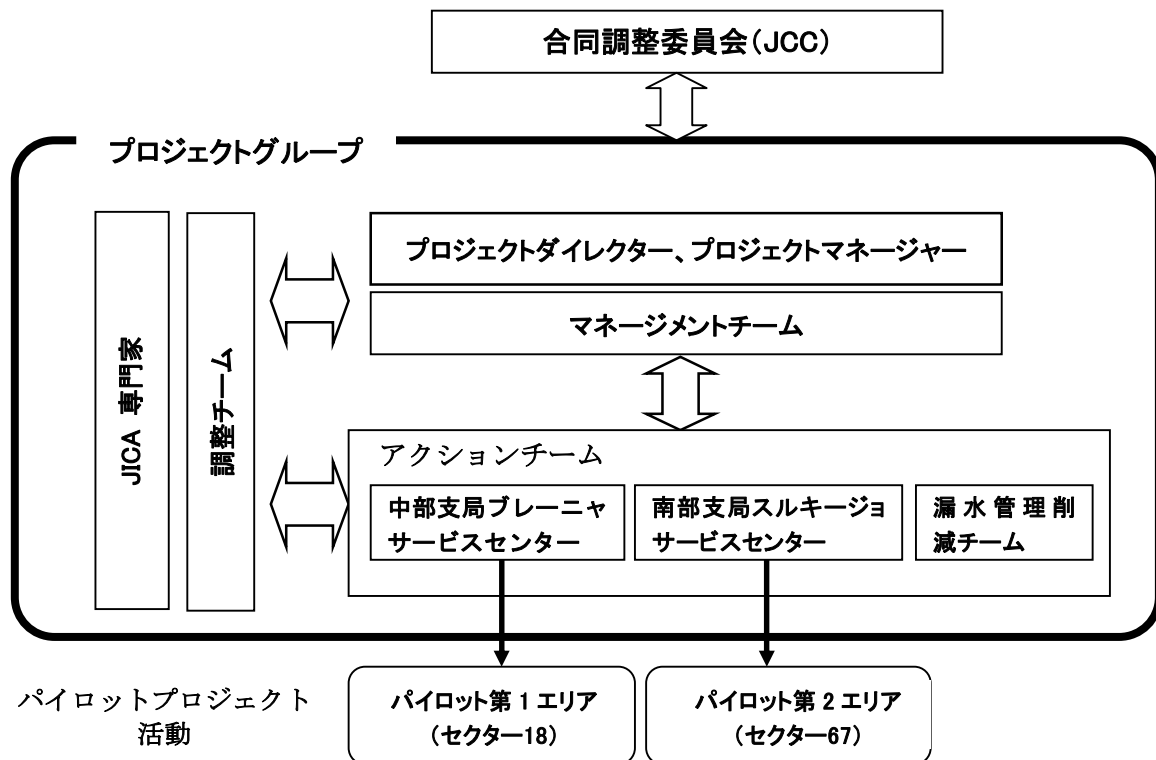 合同調整委員会（JCC）
プロジェクトグループ
JICA 専門家
調整チーム
プロジェクトダイレクター、プロジェクトマネージャー
マネージメントチーム
アクションチーム
中部支局ブレーニャ
サービスセンター
南部支局スルキージョ
サービスセンター
漏水管理削
減チーム
パイロットプロジェクト
活動
パイロット第1エリア
（セクター18）
パイロット第2エリア
（セクター67）